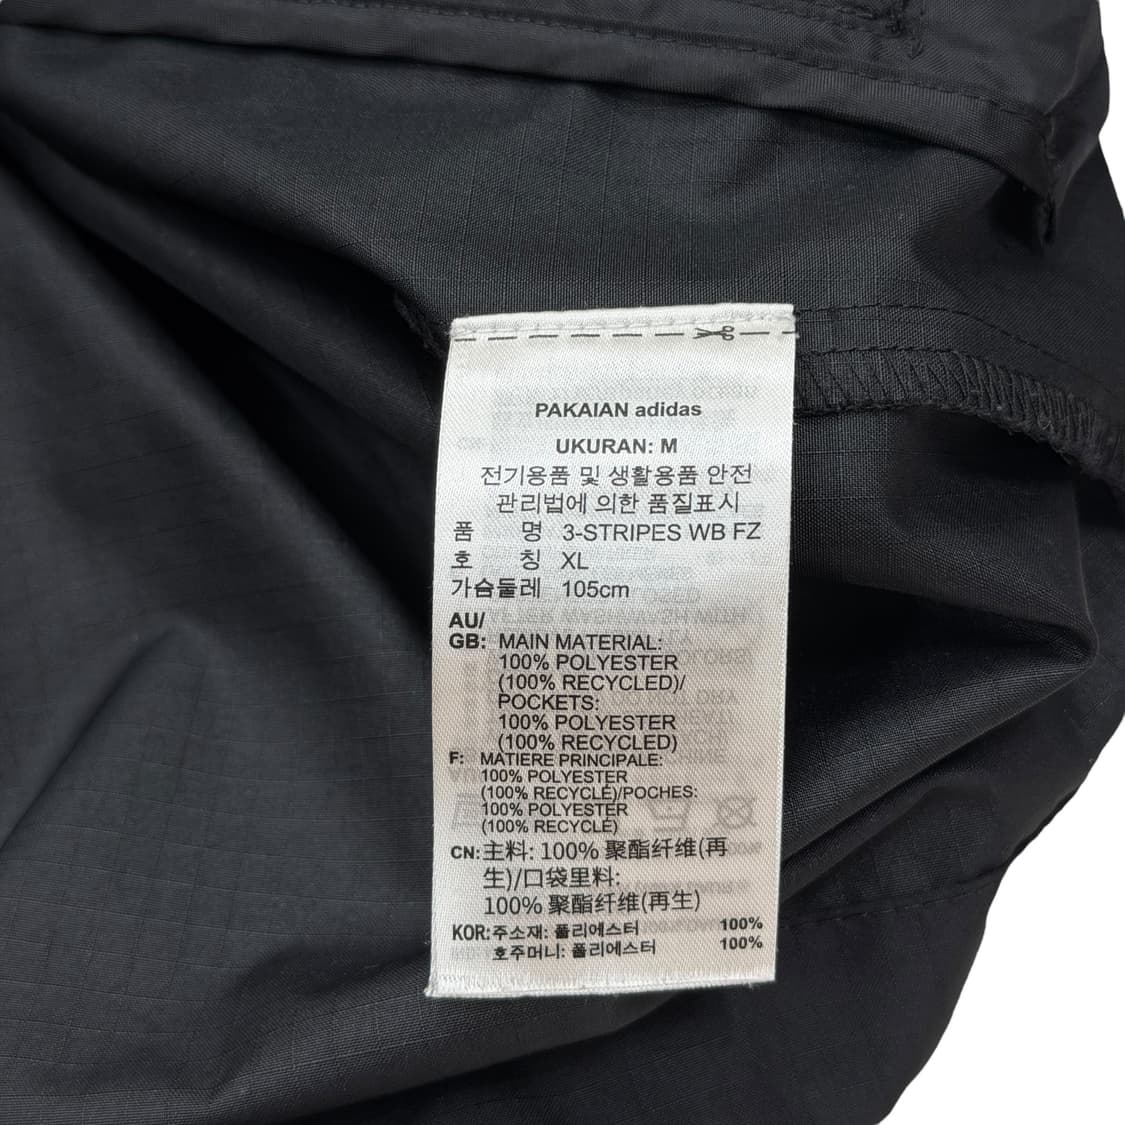 PAKAIAN adidas
UKURAN: M
전기용품 및 생활용품 안전
관리법에 의한 품질표시
품 명 3-STRIPES WB FZ
호 칭 XL
가슴둘레 105cm
AU/
GB: MAIN MATERIAL:
100% POLYESTER
(100% RECYCLED)/
POCKETS:
100% POLYESTER
(100% RECYCLED)
F: MATIERE PRINCIPALE:
100% POLYESTER
(100% RECYCLÉ)/POCHES:
100% POLYESTER
(100% RECYCLÉ)
CN: 主料: 100% 聚酯纤维(再
生)/口袋里料:
100% 聚酯纤维(再生)
KOR: 주소재: 폴리에스터 100%
호주머니: 폴리에스터 100%